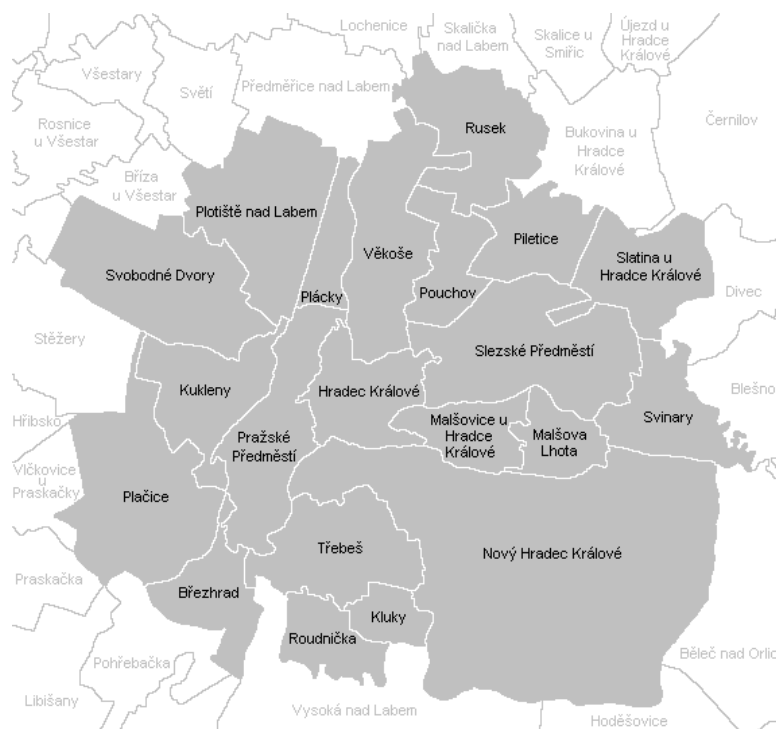 Lochenice
Skalička
nad Labem
Skalice u
Smiřic
Újezd u
Hradce
Králové
Všestary
Světí
Předměřice nad Labem
Rosnice
u Všestar
Rusek
Bukovina u
Hradce
Králové
Černilov
Bříza
u Všestar
Plotiště nad Labem
Piletice
Věkoše
Slatina u
Hradce Králové
Svobodné Dvory
Plácky
Pouchov
Divec
Stěžery
Slezské Předměstí
Kukleny
Hradec Králové
Blešno
Hřibsko
Malšovice u
Hradce
Králové
Malšova
Lhota
Svinary
Pražské
Předměstí
Vlčkovice
u
Praskačky
Plačice
Třebeš
Nový Hradec Králové
Praskačka
Březhrad
Kluky
Roudnička
Pohřebačka
Běleč nad Orlic
Libišany
Vysoká nad Labem
Hoděšovice